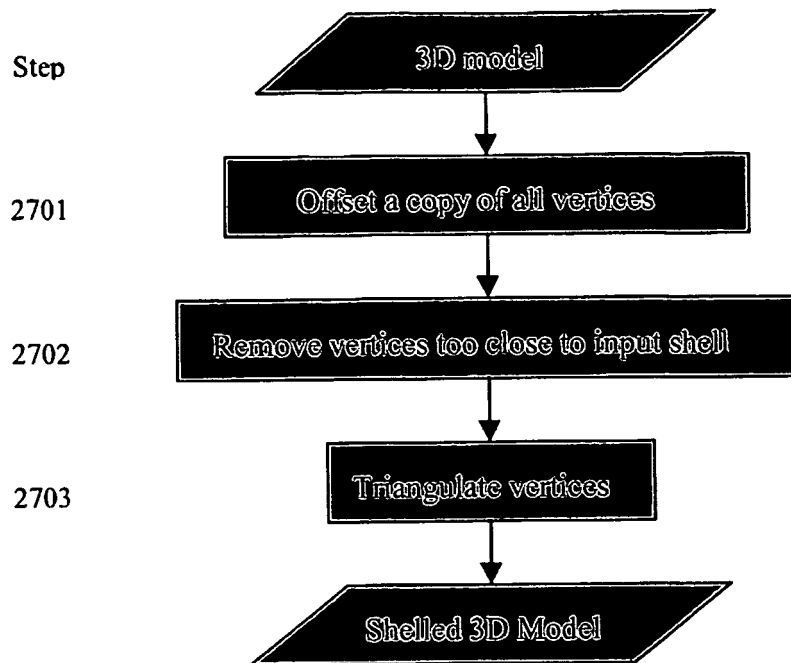 Step
3D model
2701
Offset a copy of all vertices
2702
Remove vertices too close to input shell
2703
Triangulate vertices
Shelled 3D Model